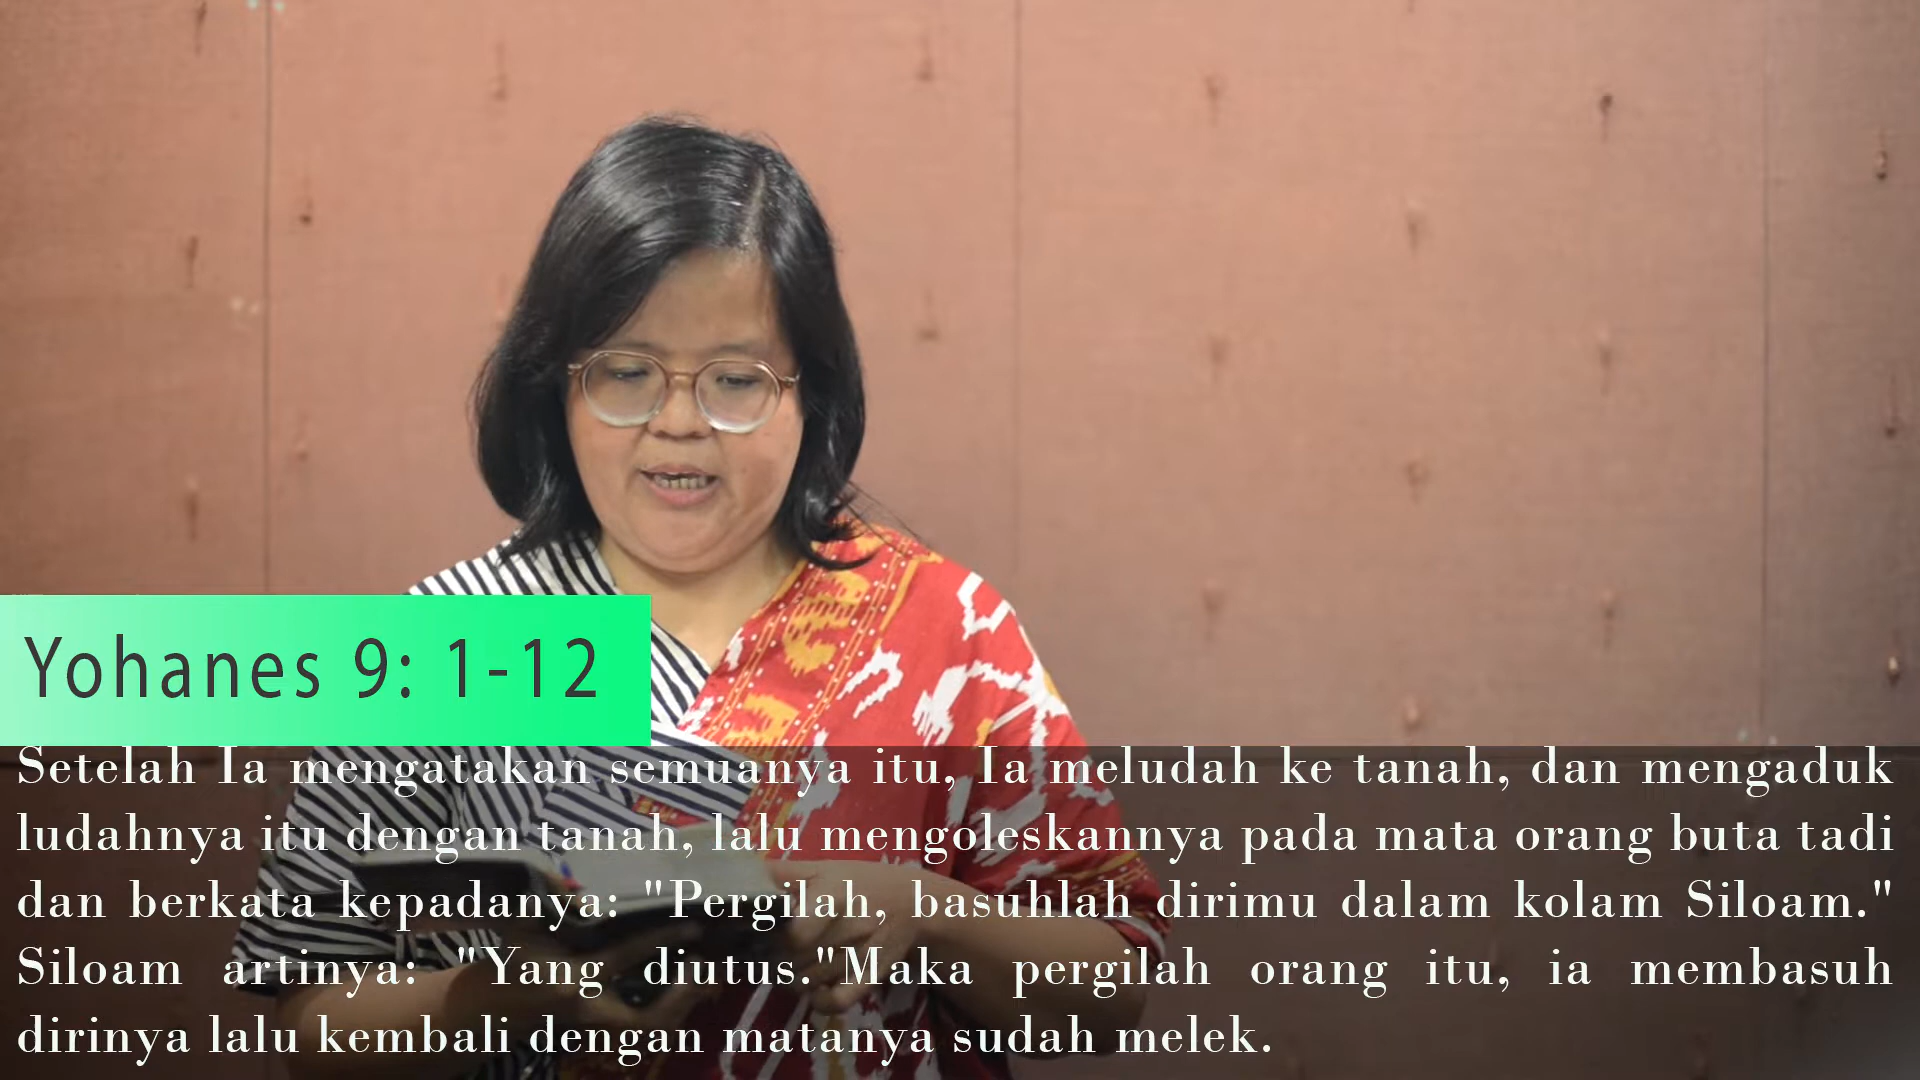 Yohanes 9: 1-12
Setelah Ia mengatakan semuanya itu, Ia meludah ke tanah, dan mengaduk
ludahnya itu dengan tanah, lalu mengoleskannya pada mata orang buta tadi
dan berkata kepadanya: "Pergilah, basuhlah dirimu dalam kolam Siloam."
Siloam artinya: "Yang diutus."Maka pergilah orang itu, ia membasuh
dirinya lalu kembali dengan matanya sudah melek.